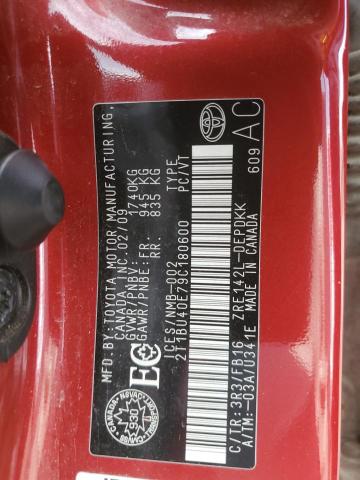 MFD.BY:TOYOTA MOTOR MANUFACTURING,
CANADA, INC. 02/09
GVWR/PNBV: 1740KG
GAWR/PNBE:FR. 945 KG
RR. 835 KG
ICES/NMB-002
2T1BU40E79C180600
TYPE:
PC/VT
EC
930
C/TR:3R3/FB16 ZRE142L-DEPDKK
A/TM:-03A/U341E MADE IN CANADA
609
AC